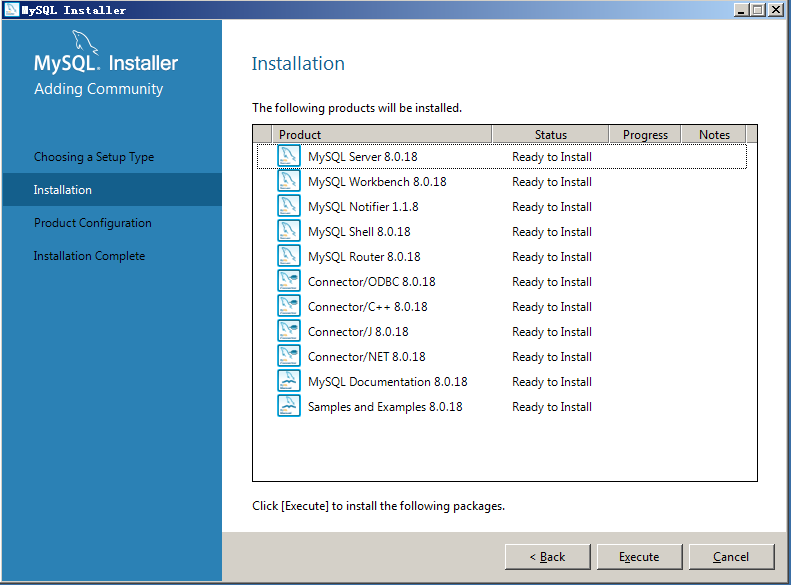 MySQL Installer
MySQL. Installer
Adding Community
Choosing a Setup Type
Installation
Product Configuration
Installation Complete
Installation
The following products will be installed.
Product Status Progress Notes
MySQL Server 8.0.18 Ready to Install
MySQL Workbench 8.0.18 Ready to Install
MySQL Notifier 1.1.8 Ready to Install
MySQL Shell 8.0.18 Ready to Install
MySQL Router 8.0.18 Ready to Install
Connector/ODBC 8.0.18 Ready to Install
Connector/C++ 8.0.18 Ready to Install
Connector/J 8.0.18 Ready to Install
Connector/NET 8.0.18 Ready to Install
MySQL Documentation 8.0.18 Ready to Install
Samples and Examples 8.0.18 Ready to Install
Click [Execute] to install the following packages.
< Back Execute Cancel